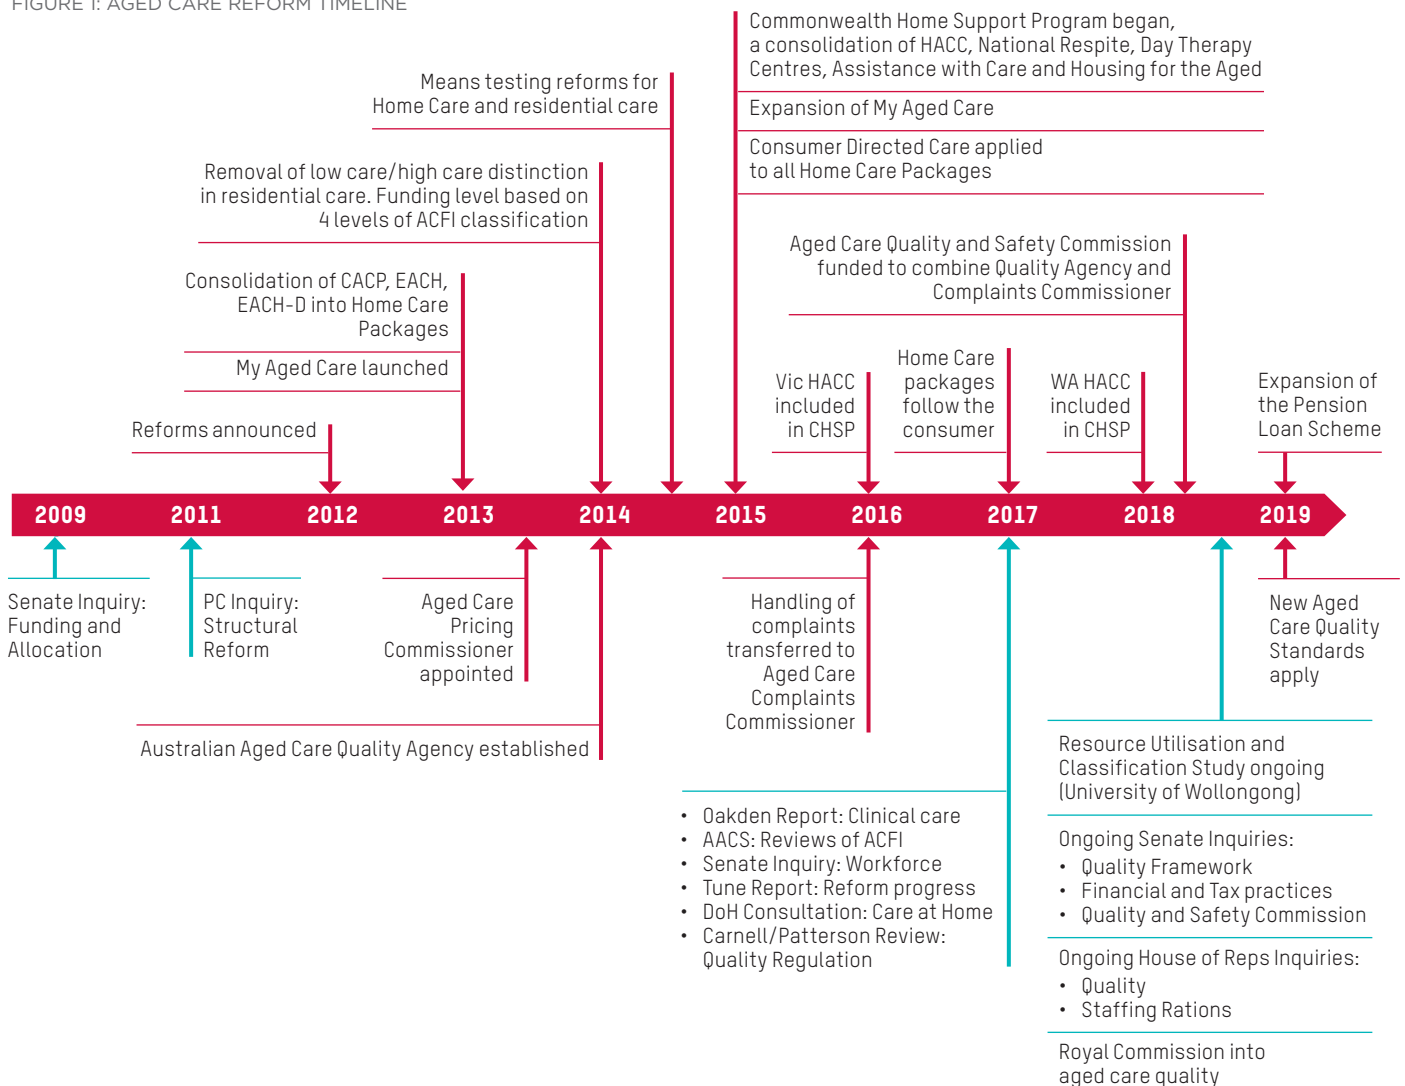 FIGURE 1: AGED CARE REFORM TIMELINE
Commonwealth Home Support Program began,
a consolidation of HACC, National Respite, Day Therapy
Centres, Assistance with Care and Housing for the Aged
Expansion of My Aged Care
Consumer Directed Care applied
to all Home Care Packages
Means testing reforms for
Home Care and residential care
Removal of low care/high care distinction
in residential care. Funding level based on
4 levels of ACFI classification
Aged Care Quality and Safety Commission
funded to combine Quality Agency and
Complaints Commissioner
Consolidation of CACP, EACH,
EACH-D into Home Care
Packages
My Aged Care launched
Reforms announced
Vic HACC
included
in CHSP
Home Care
packages
follow the
consumer
WA HACC
included
in CHSP
Expansion of
the Pension
Loan Scheme
2009 2011 2012 2013 2014 2015 2016 2017 2018 2019
Senate Inquiry:
Funding and
Allocation
PC Inquiry:
Structural
Reform
Aged Care
Pricing
Commissioner
appointed
Australian Aged Care Quality Agency established
Handling of
complaints
transferred to
Aged Care
Complaints
Commissioner
New Aged
Care Quality
Standards
apply
• Oakden Report: Clinical care
• AACS: Reviews of ACFI
• Senate Inquiry: Workforce
• Tune Report: Reform progress
• DoH Consultation: Care at Home
• Carnell/Patterson Review:
Quality Regulation
Resource Utilisation and
Classification Study ongoing
(University of Wollongong)
Ongoing Senate Inquiries:
• Quality Framework
• Financial and Tax practices
• Quality and Safety Commission
Ongoing House of Reps Inquiries:
• Quality
• Staffing Rations
Royal Commission into
aged care quality